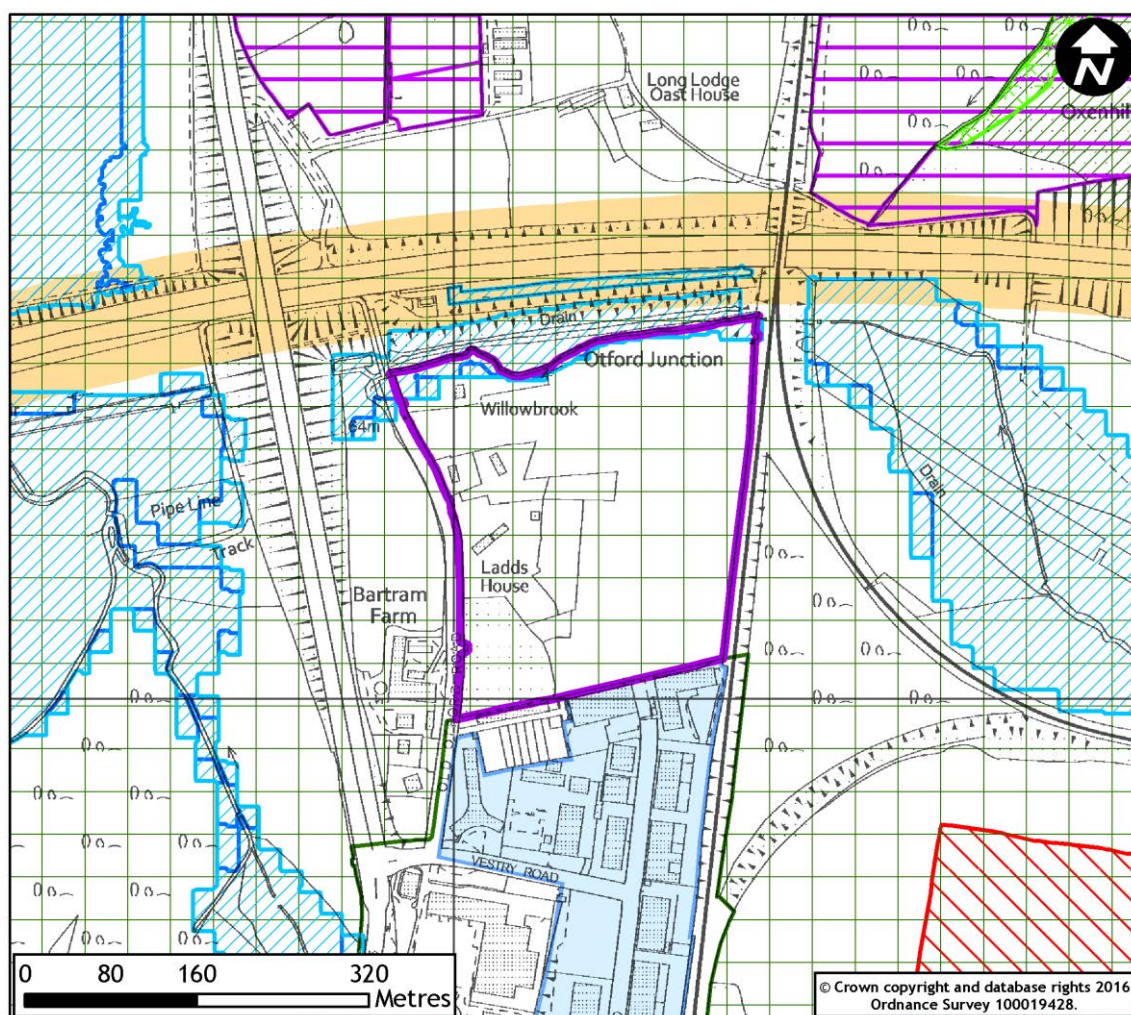 N
Long Lodge
Oast House
Oxenhil
Drain
Otford Junction
Willowbrook
64m
Pipe Line
Track
Drain
Ladds
House
Bartram
Farm
ROAD
VESTRY ROAD
0 80 160 320
Metres
© Crown copyright and database rights 2016
Ordnance Survey 100019428.